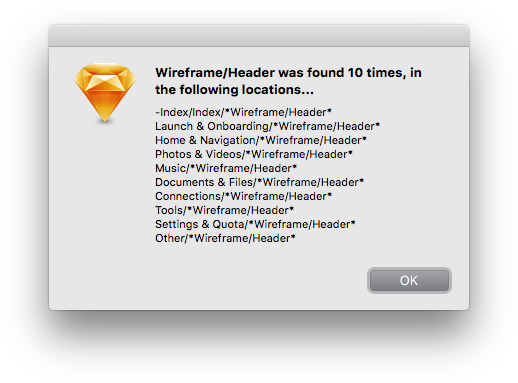 Wireframe/Header was found 10 times, in
the following locations...
-Index/Index/*Wireframe/Header*
Launch & Onboarding/*Wireframe/Header*
Home & Navigation/*Wireframe/Header*
Photos & Videos/*Wireframe/Header*
Music/*Wireframe/Header*
Documents & Files/*Wireframe/Header*
Connections/*Wireframe/Header*
Tools/*Wireframe/Header*
Settings & Quota/*Wireframe/Header*
Other/*Wireframe/Header*
OK